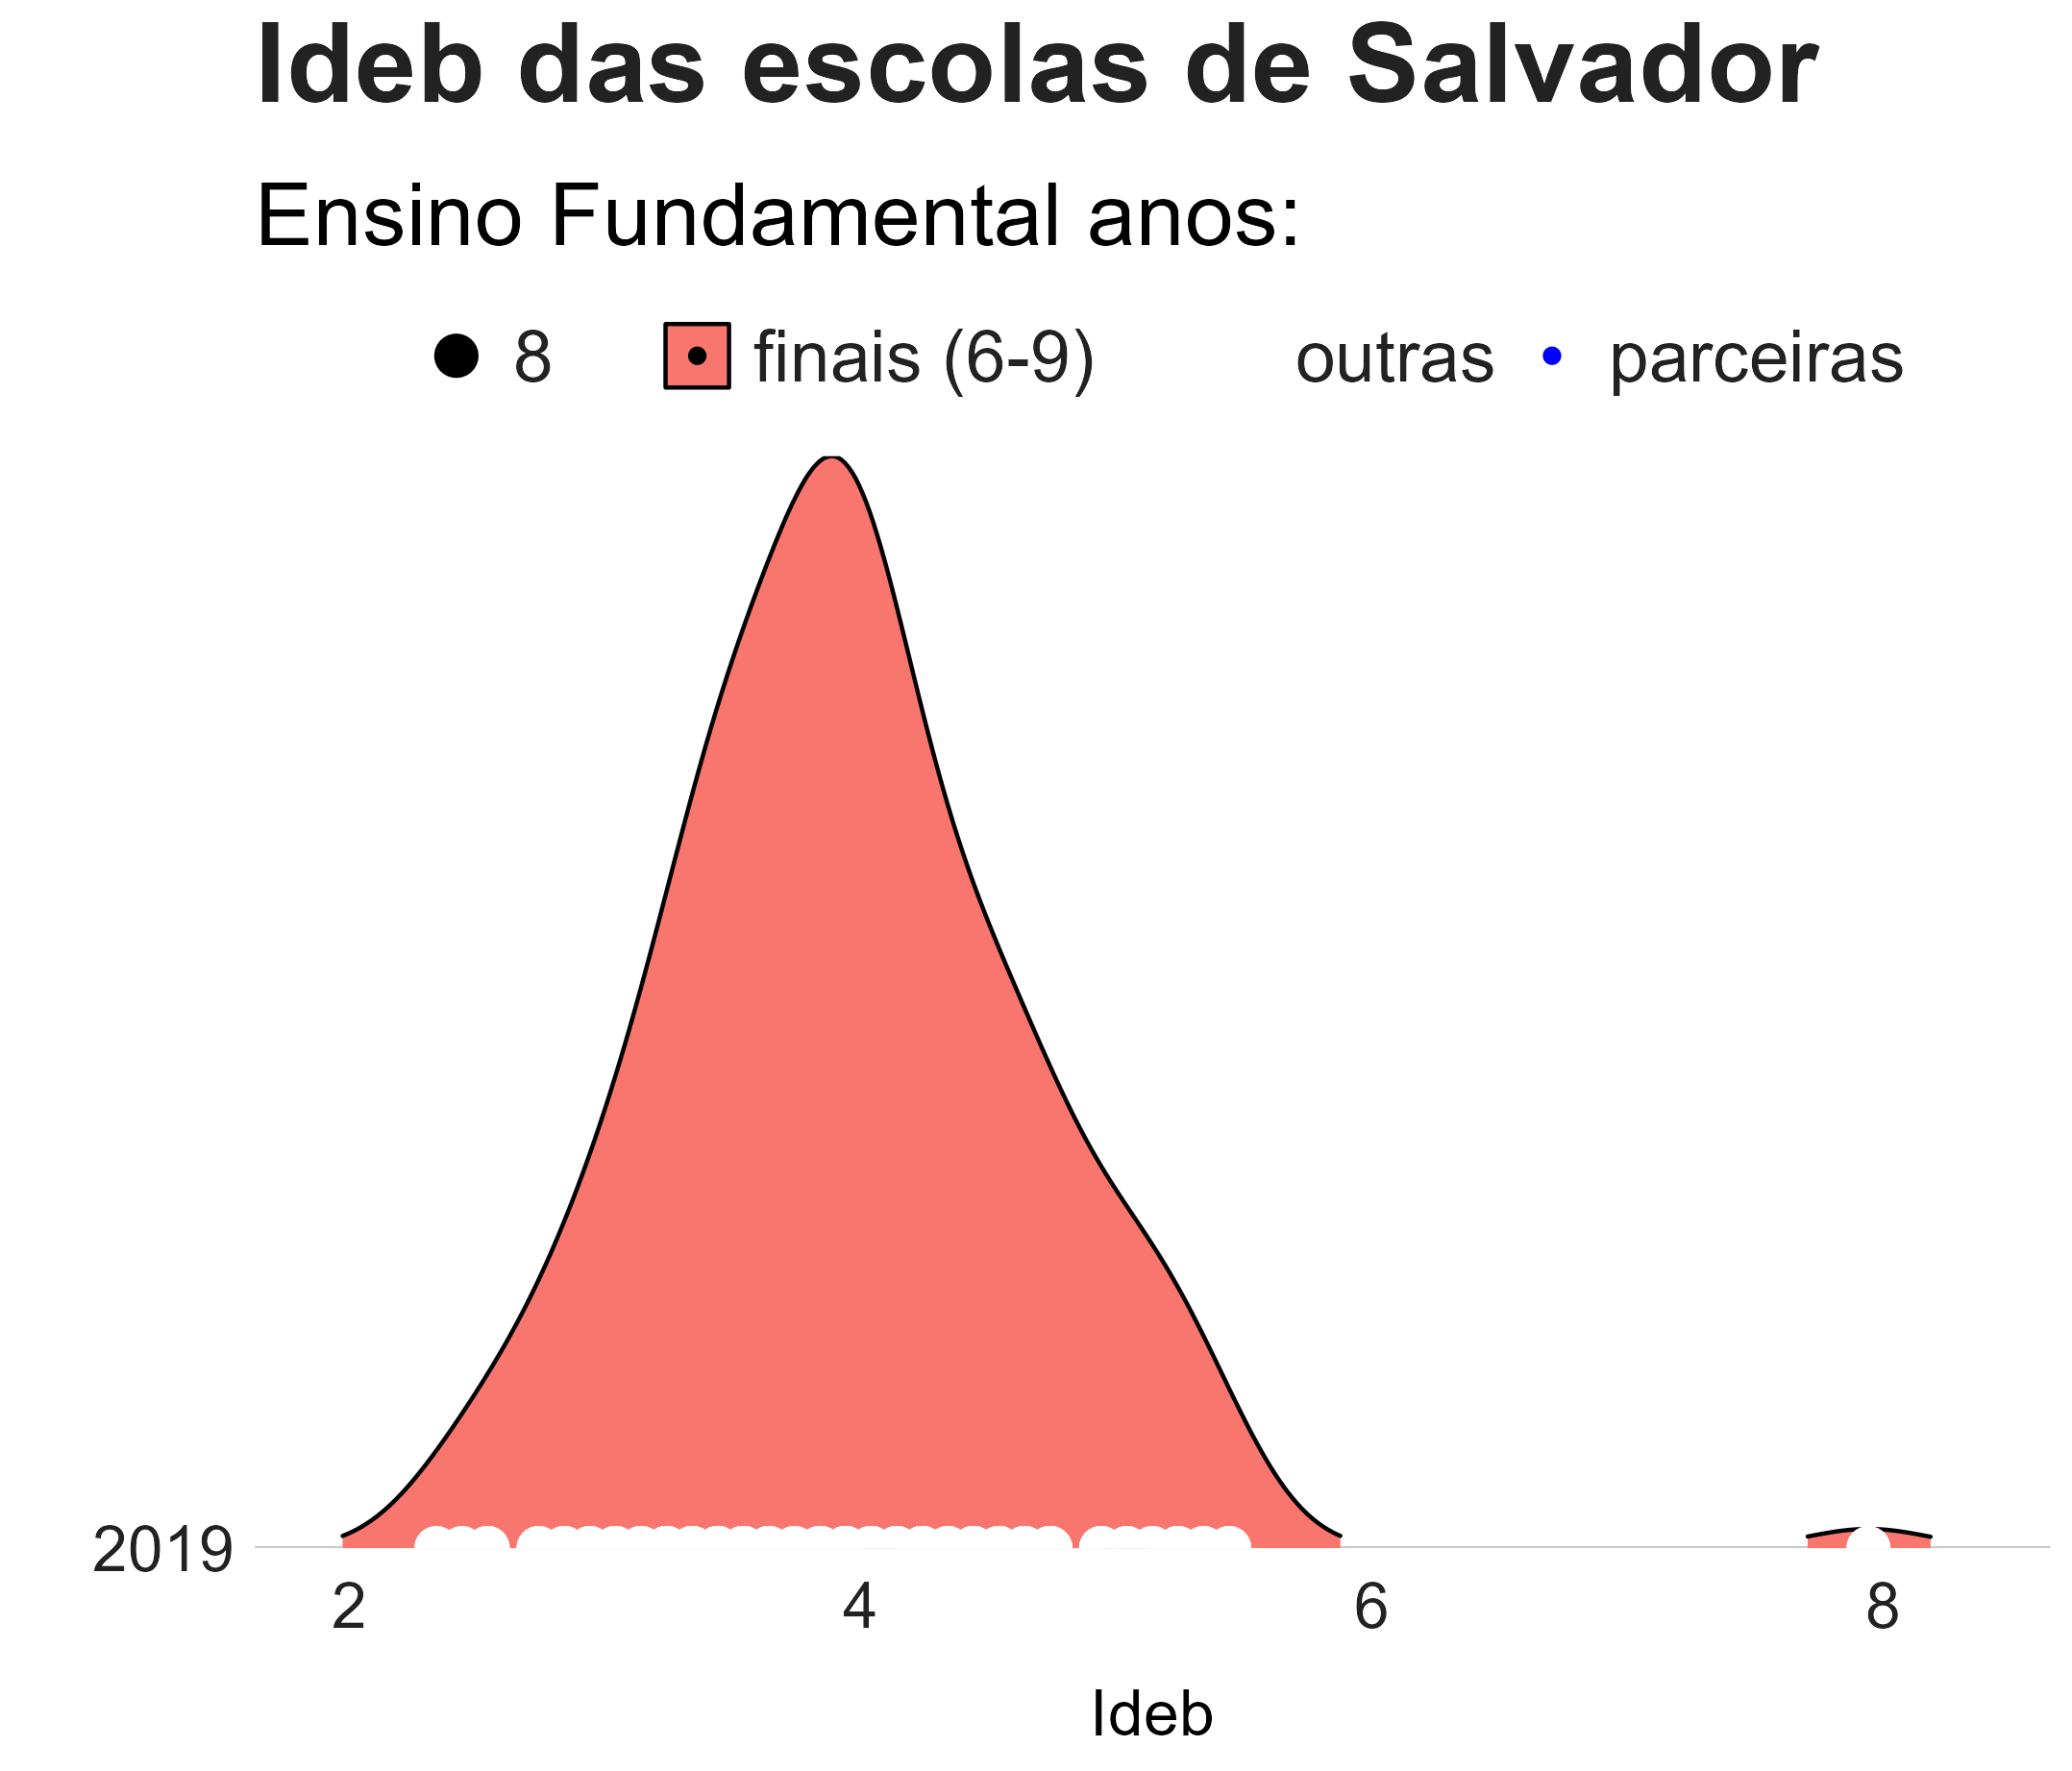 Ideb das escolas de Salvador
Ensino Fundamental anos:
8 finais (6-9) outras parceiras
2019
2 4 6 8
Ideb